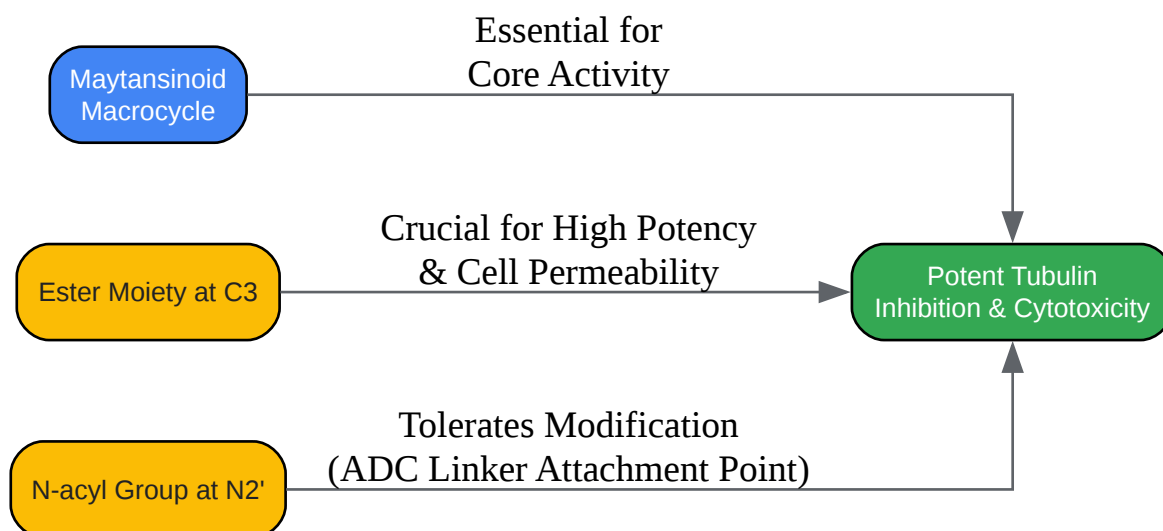 Essential for
Core Activity
Maytansinoid
Macrocycle
Crucial for High Potency
& Cell Permeability
Ester Moiety at C3
Potent Tubulin
Inhibition & Cytotoxicity
Tolerates Modification
(ADC Linker Attachment Point)
N-acyl Group at N2'